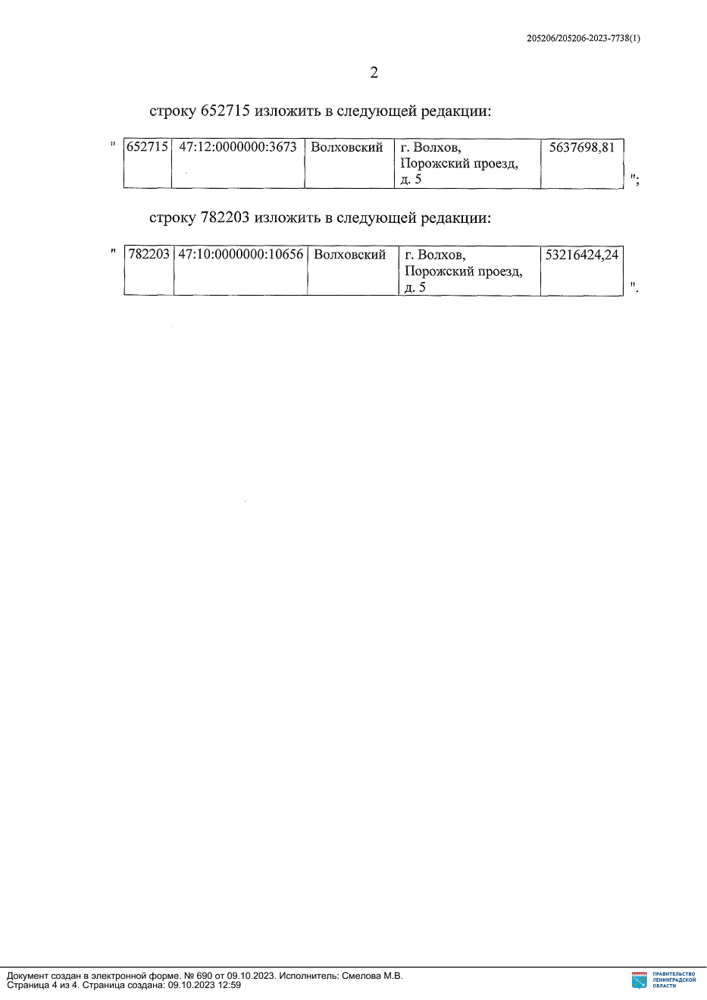 205206/205206-2023-7738(1)
2
строку 652715 изложить в следующей редакции:
" 652715 47:12:0000000:3673 Волховский г. Волхов, 5637698,81
Порожский проезд,
д. 5 ";
строку 782203 изложить в следующей редакции:
" 782203 47:10:0000000:10656 Волховский г. Волхов, 53216424,24
Порожский проезд,
д. 5 ".
Документ создан в электронной форме. № 690 от 09.10.2023. Исполнитель: Смелова М.В.
Страница 4 из 4. Страница создана: 09.10.2023 12:59
ПРАВИТЕЛЬСТВО
ЛЕНИНГРАДСКОЙ
ОБЛАСТИ